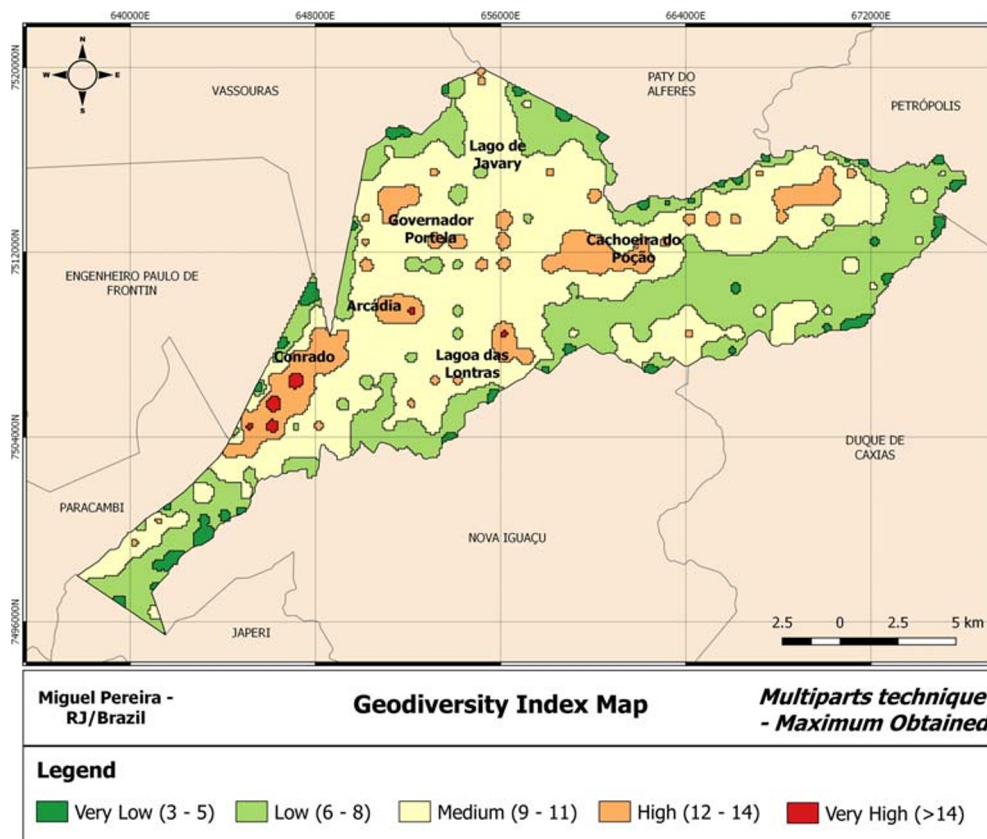 640000E 648000E 656000E 664000E 672000E
7520000N
N
W E
S
VASSOURAS
PATY DO
ALFERES
PETRÓPOLIS
Lago de
Javary
Governador
Portela
7512000N
Cachoeira do
Poção
ENGENHEIRO PAULO DE
FRONTIN
Arcádia
Conrado
Lagoa das
Lontras
7504000N
DUQUE DE
CAXIAS
PARACAMBI
NOVA IGUAÇU
7496000N
JAPERI
2.5 0 2.5 5 km
Miguel Pereira -
RJ/Brazil
Geodiversity Index Map
Multiparts technique
- Maximum Obtained
Legend
Very Low (3 - 5) Low (6 - 8) Medium (9 - 11) High (12 - 14) Very High (>14)